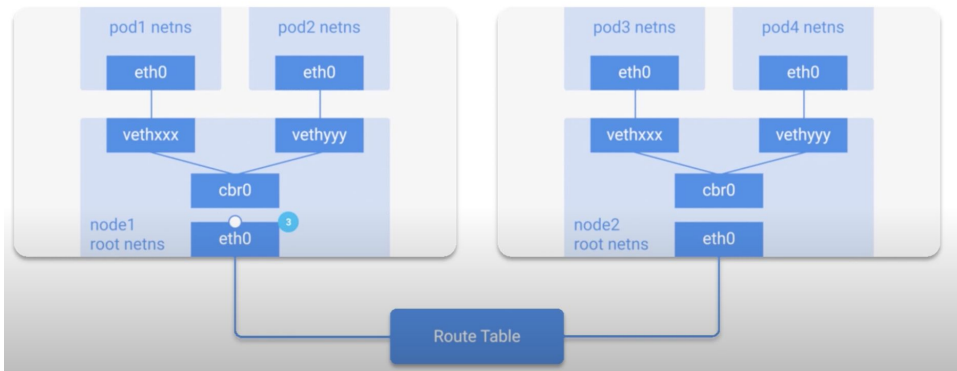 pod1 netns
pod2 netns
eth0
eth0
vethxxx
vethyyy
cbr0
node1
root netns
eth0
3
pod3 netns
pod4 netns
eth0
eth0
vethxxx
vethyyy
cbr0
node2
root netns
eth0
Route Table